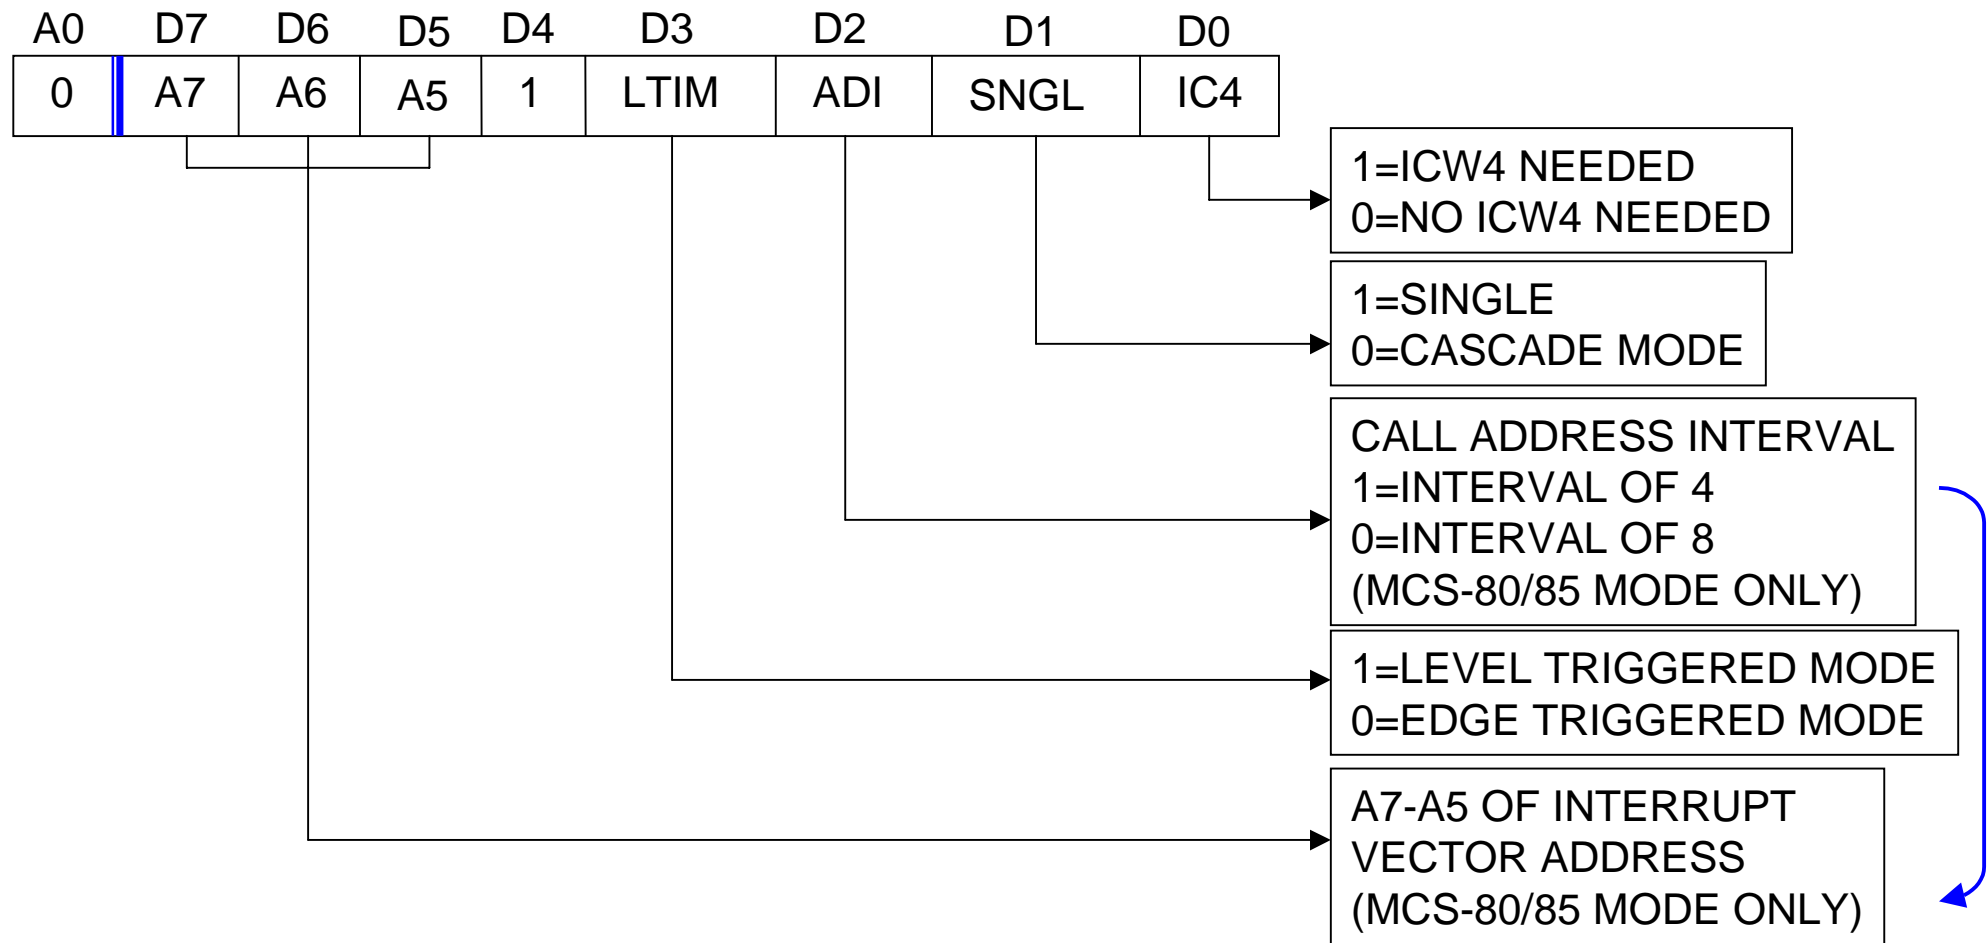 A0 D7 D6 D5 D4 D3 D2 D1 D0
0 A7 A6 A5 1 LTIM ADI SNGL IC4
1=ICW4 NEEDED
0=NO ICW4 NEEDED
1=SINGLE
0=CASCADE MODE
CALL ADDRESS INTERVAL
1=INTERVAL OF 4
0=INTERVAL OF 8
(MCS-80/85 MODE ONLY)
1=LEVEL TRIGGERED MODE
0=EDGE TRIGGERED MODE
A7-A5 OF INTERRUPT
VECTOR ADDRESS
(MCS-80/85 MODE ONLY)